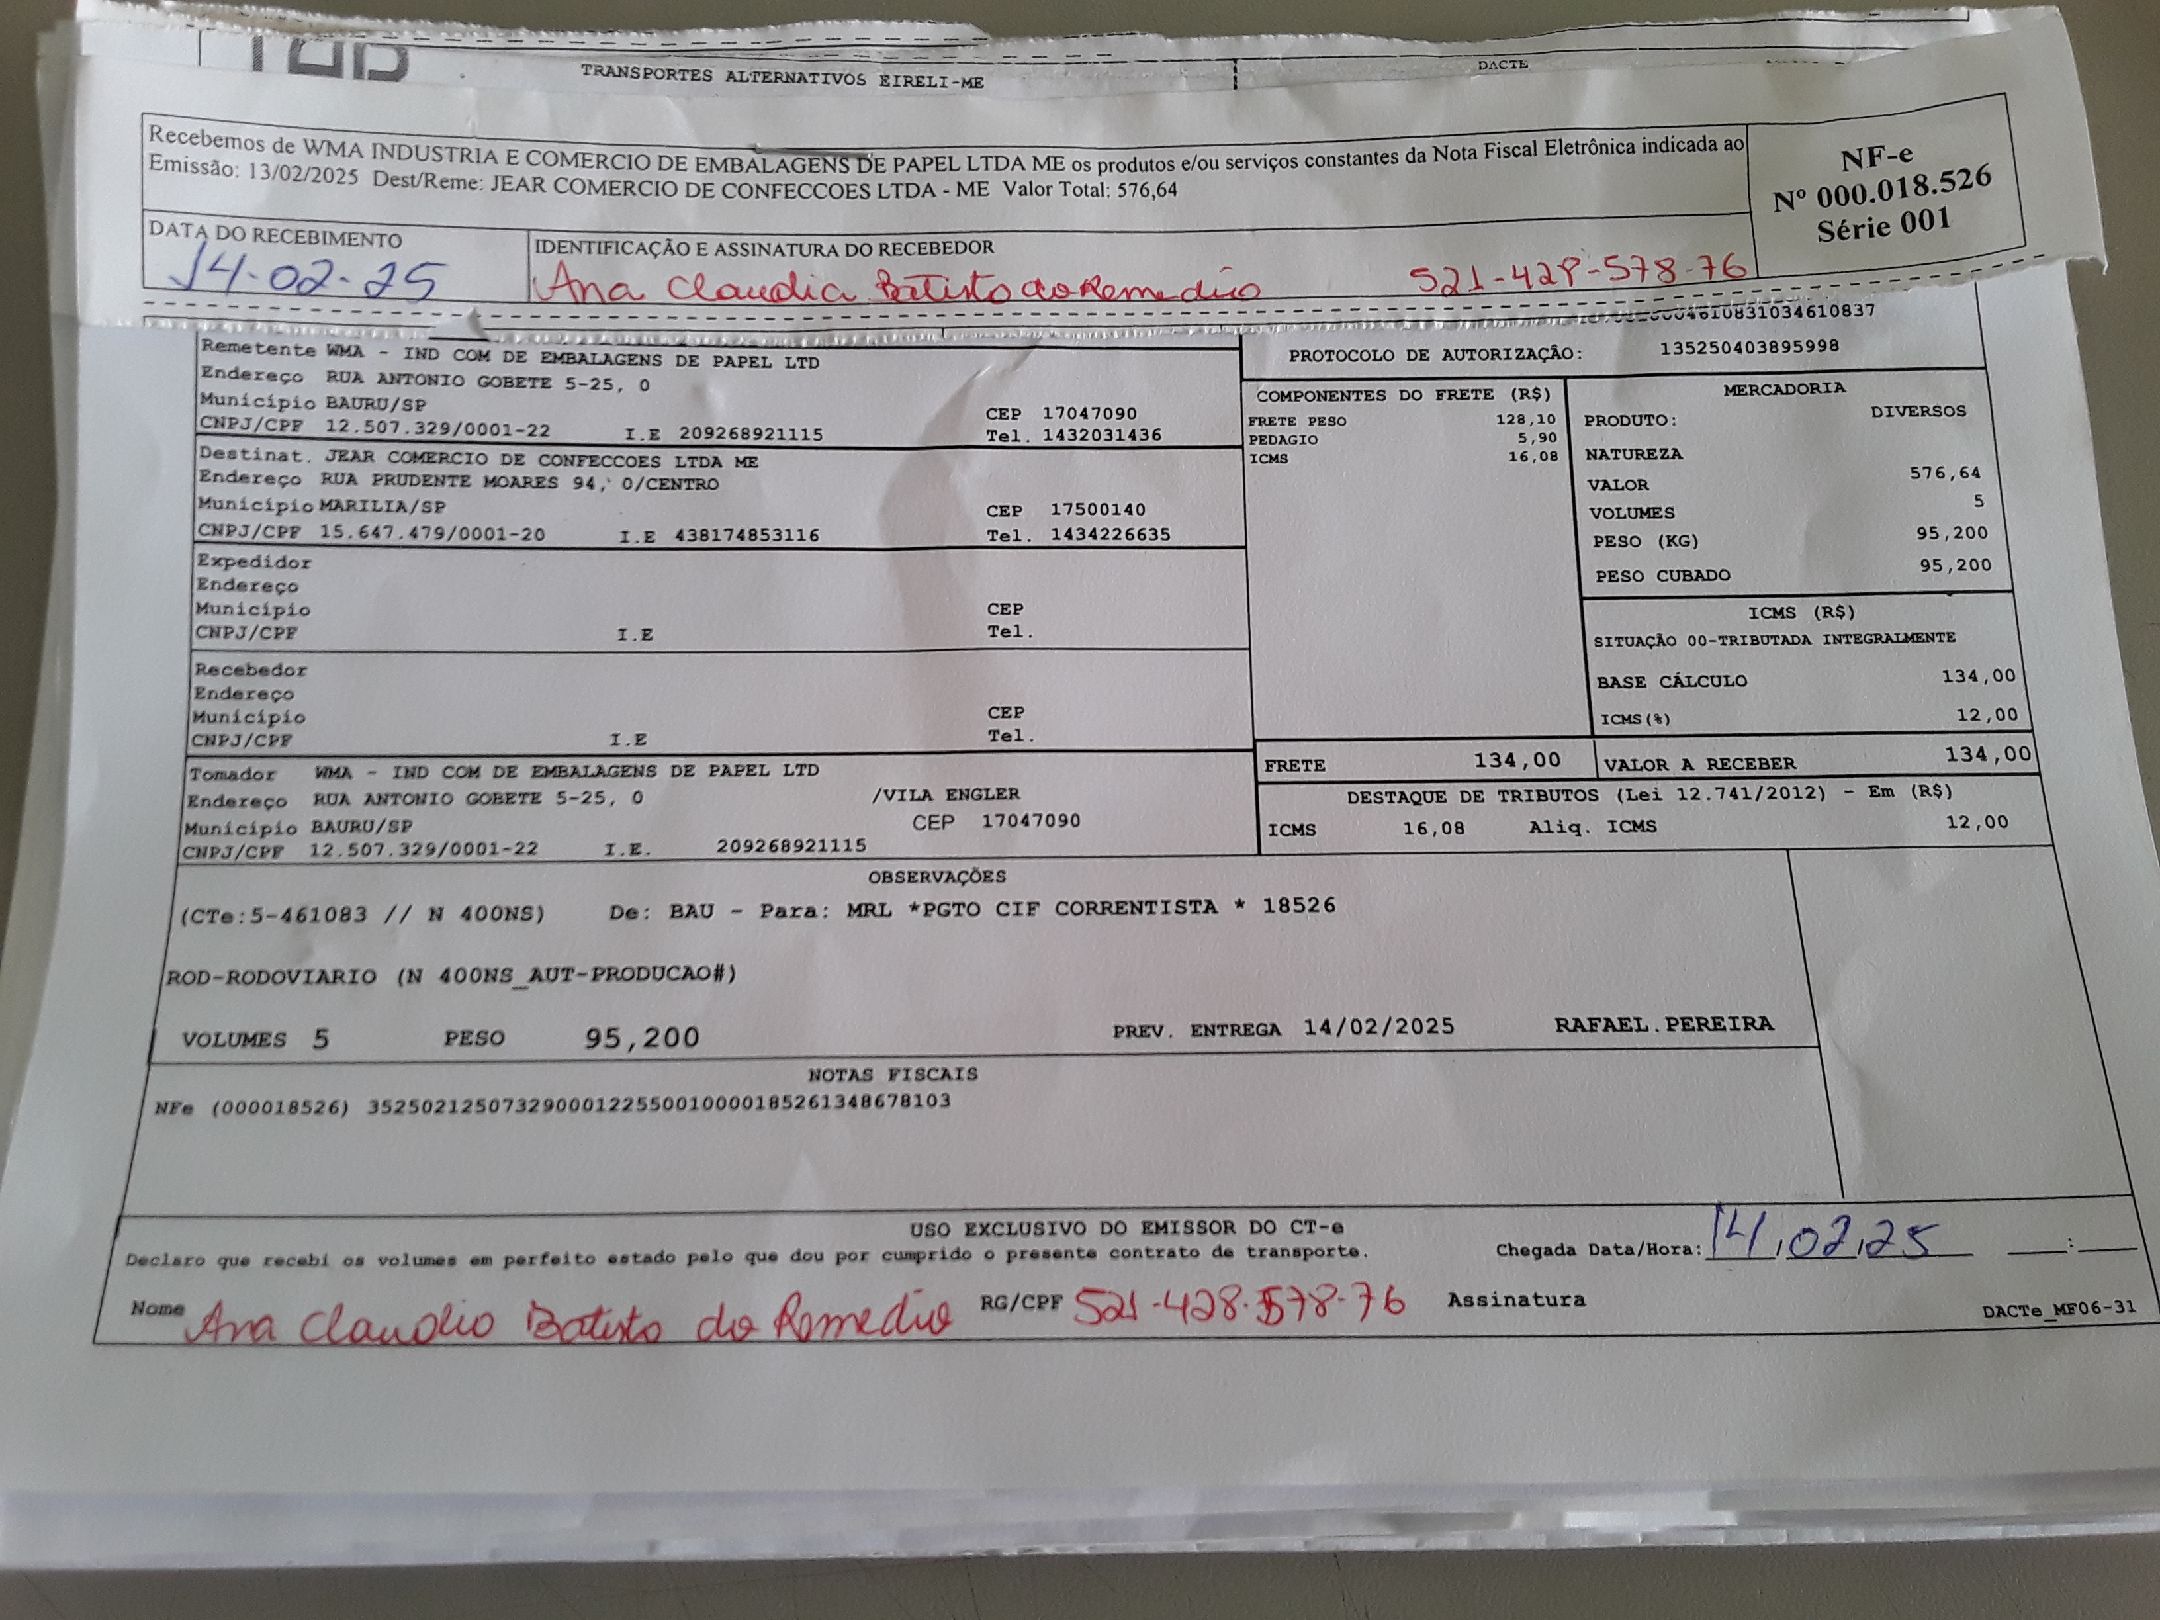 TRANSPORTES ALTERNATIVOS EIRELI-ME DACTE
Recebemos de WMA INDUSTRIA E COMERCIO DE EMBALAGENS DE PAPEL LTDA ME os produtos e/ou serviços constantes da Nota Fiscal Eletrônica indicada ao
Emissão: 13/02/2025 Dest/Reme: JEAR COMERCIO DE CONFECCOES LTDA - ME Valor Total: 576,64
NF-e
Nº 000.018.526
Série 001
DATA DO RECEBIMENTO
14-02-25
IDENTIFICAÇÃO E ASSINATURA DO RECEBEDOR
Ana Claudia Batista do Remedio 521-428-578-76
Remetente WMA - IND COM DE EMBALAGENS DE PAPEL LTD
Endereço RUA ANTONIO GOBETE 5-25, 0
Município BAURU/SP CEP 17047090
CNPJ/CPF 12.507.329/0001-22 I.E 209268921115 Tel. 1432031436
Destinat. JEAR COMERCIO DE CONFECCOES LTDA ME
Endereço RUA PRUDENTE MOARES 94, 0/CENTRO
Município MARILIA/SP CEP 17500140
CNPJ/CPF 15.647.479/0001-20 I.E 438174853116 Tel. 1434226635
Expedidor
Endereço
Município CEP
CNPJ/CPF I.E Tel.
Recebedor
Endereço
Município CEP
CNPJ/CPF I.E Tel.
Tomador WMA - IND COM DE EMBALAGENS DE PAPEL LTD
Endereço RUA ANTONIO GOBETE 5-25, 0 /VILA ENGLER
Município BAURU/SP CEP 17047090
CNPJ/CPF 12.507.329/0001-22 I.E. 209268921115
PROTOCOLO DE AUTORIZAÇÃO: 135250403895998
COMPONENTES DO FRETE (R$)
FRETE PESO 128,10
PEDAGIO 5,90
ICMS 16,08
MERCADORIA
PRODUTO: DIVERSOS
NATUREZA
VALOR 576,64
VOLUMES 5
PESO (KG) 95,200
PESO CUBADO 95,200
ICMS (R$)
SITUAÇÃO 00-TRIBUTADA INTEGRALMENTE
BASE CÁLCULO 134,00
ICMS(%) 12,00
FRETE 134,00 VALOR A RECEBER 134,00
DESTAQUE DE TRIBUTOS (Lei 12.741/2012) - Em (R$)
ICMS 16,08 Aliq. ICMS 12,00
OBSERVAÇÕES
(CTe:5-461083 // N 400NS) De: BAU - Para: MRL *PGTO CIF CORRENTISTA * 18526
ROD-RODOVIARIO (N 400NS_AUT-PRODUCAO#)
VOLUMES 5 PESO 95,200 PREV. ENTREGA 14/02/2025 RAFAEL.PEREIRA
NOTAS FISCAIS
NFe (000018526) 35250212507329000122550010000185261348678103
USO EXCLUSIVO DO EMISSOR DO CT-e
Declaro que recebi os volumes em perfeito estado pelo que dou por cumprido o presente contrato de transporte. Chegada Data/Hora: 14,02,25 __:__
Nome Ana Claudio Batista do Remedio RG/CPF 521-428-578-76 Assinatura
DACTe_MF06-31